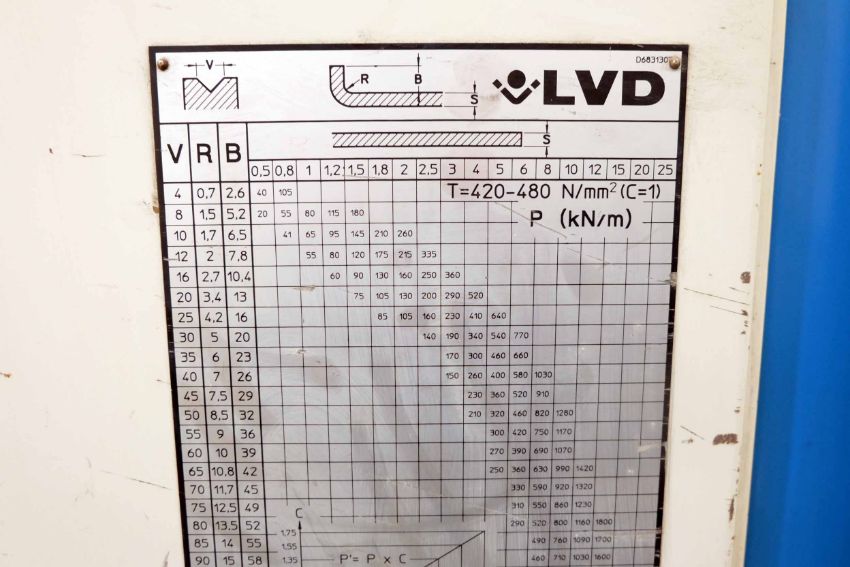 V
R B S LVD D683130
S
V R B
0,5 0,8 1 1,2 1,5 1,8 2 2,5 3 4 5 6 8 10 12 15 20 25
4 0,7 2,6 40 105 T=420-480 N/mm² (C=1)
8 1,5 5,2 20 55 80 115 180 P (kN/m)
10 1,7 6,5 41 65 95 145 210 260
12 2 7,8 55 80 120 175 215 335
16 2,7 10,4 60 90 130 160 250 360
20 3,4 13 75 105 130 200 290 520
25 4,2 16 85 105 160 230 410 640
30 5 20 140 190 340 540 770
35 6 23 170 300 460 660
40 7 26 150 260 400 580 1030
45 7,5 29 230 360 520 910
50 8,5 32 210 320 460 820 1280
55 9 36 300 420 750 1170
60 10 39 270 390 690 1070
65 10,8 42 250 360 630 990 1420
70 11,7 45 330 590 920 1320
75 12,5 49 310 550 860 1230
80 13,5 52 290 520 800 1160 1800
85 14 55 490 760 1090 1700
90 15 58 460 710 1030 1600
C
1,75
1,55
1,35
P'= P x C